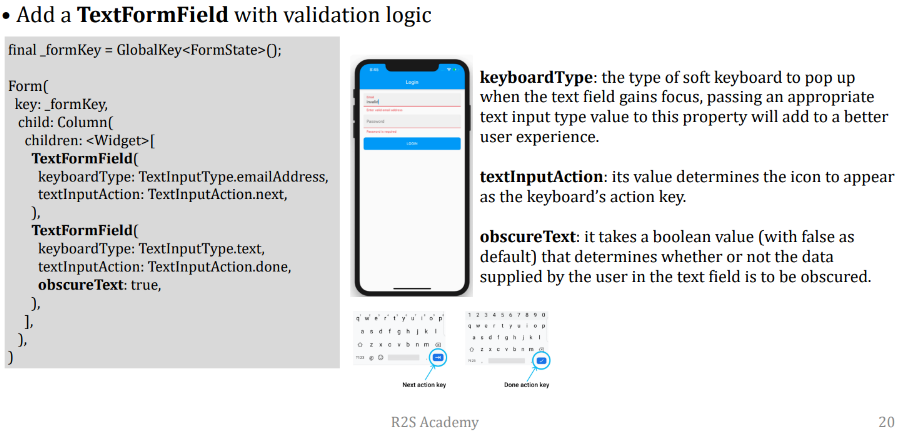 • Add a TextFormField with validation logic
final _formKey = GlobalKey<FormState>();
Form(
key: _formKey,
child: Column(
children: <Widget>[
TextFormField(
keyboardType: TextInputType.emailAddress,
textInputAction: TextInputAction.next,
),
TextFormField(
keyboardType: TextInputType.text,
textInputAction: TextInputAction.done,
obscureText: true,
),
],
),
)
Login
Password
LOGIN
keyboardType: the type of soft keyboard to pop up
when the text field gains focus, passing an appropriate
text input type value to this property will add to a better
user experience.
textInputAction: its value determines the icon to appear
as the keyboard's action key.
obscureText: it takes a boolean value (with false as
default) that determines whether or not the data
supplied by the user in the text field is to be obscured.
q w e r t y u i o p
a s d f g h j k l
z x c v b n m
Next action key
1 2 3 4 5 6 7 8 9 0
q w e r t y u i o p
a s d f g h j k l
z x c v b n m
Done action key
R2S Academy
20